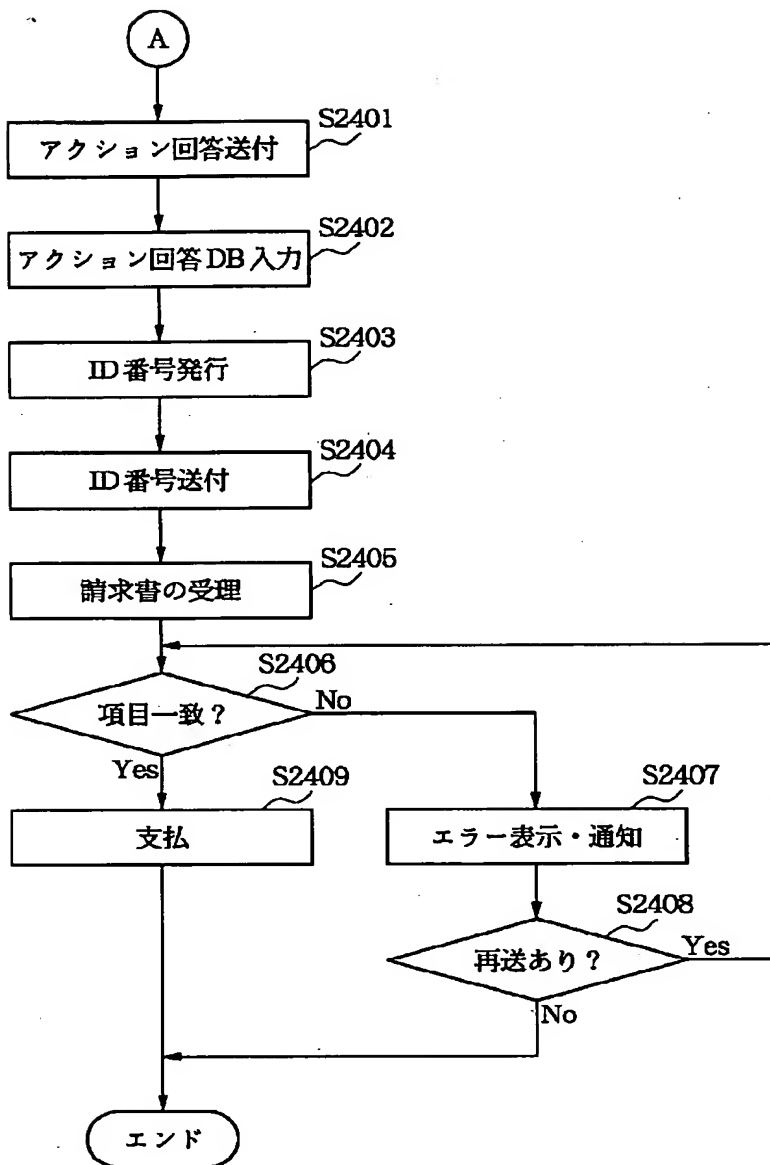 A
S2401
アクション回答送付
S2402
アクション回答DB入力
S2403
ID番号発行
S2404
ID番号送付
S2405
請求書の受理
S2406
項目一致？
No
Yes
S2409
支払
S2407
エラー表示・通知
S2408
再送あり？
Yes
No
エンド